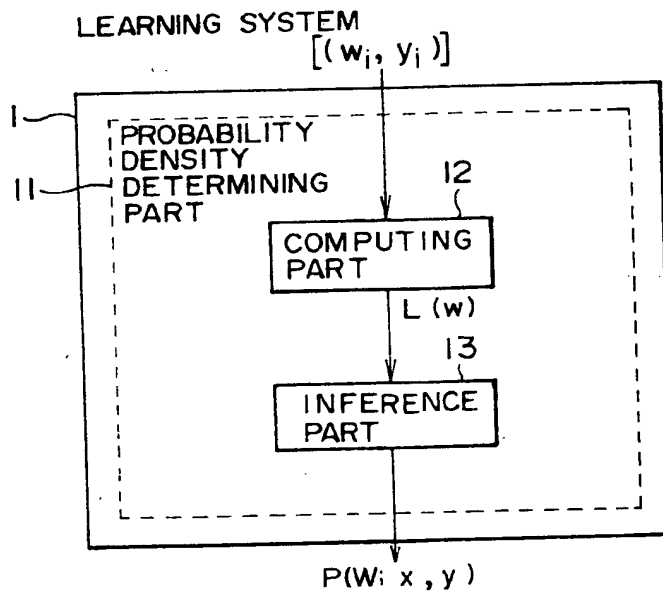 LEARNING SYSTEM
[(wi, yi)]
1
PROBABILITY
DENSITY
11
DETERMINING
PART
12
COMPUTING
PART
L (w)
13
INFERENCE
PART
P(W; x, y)